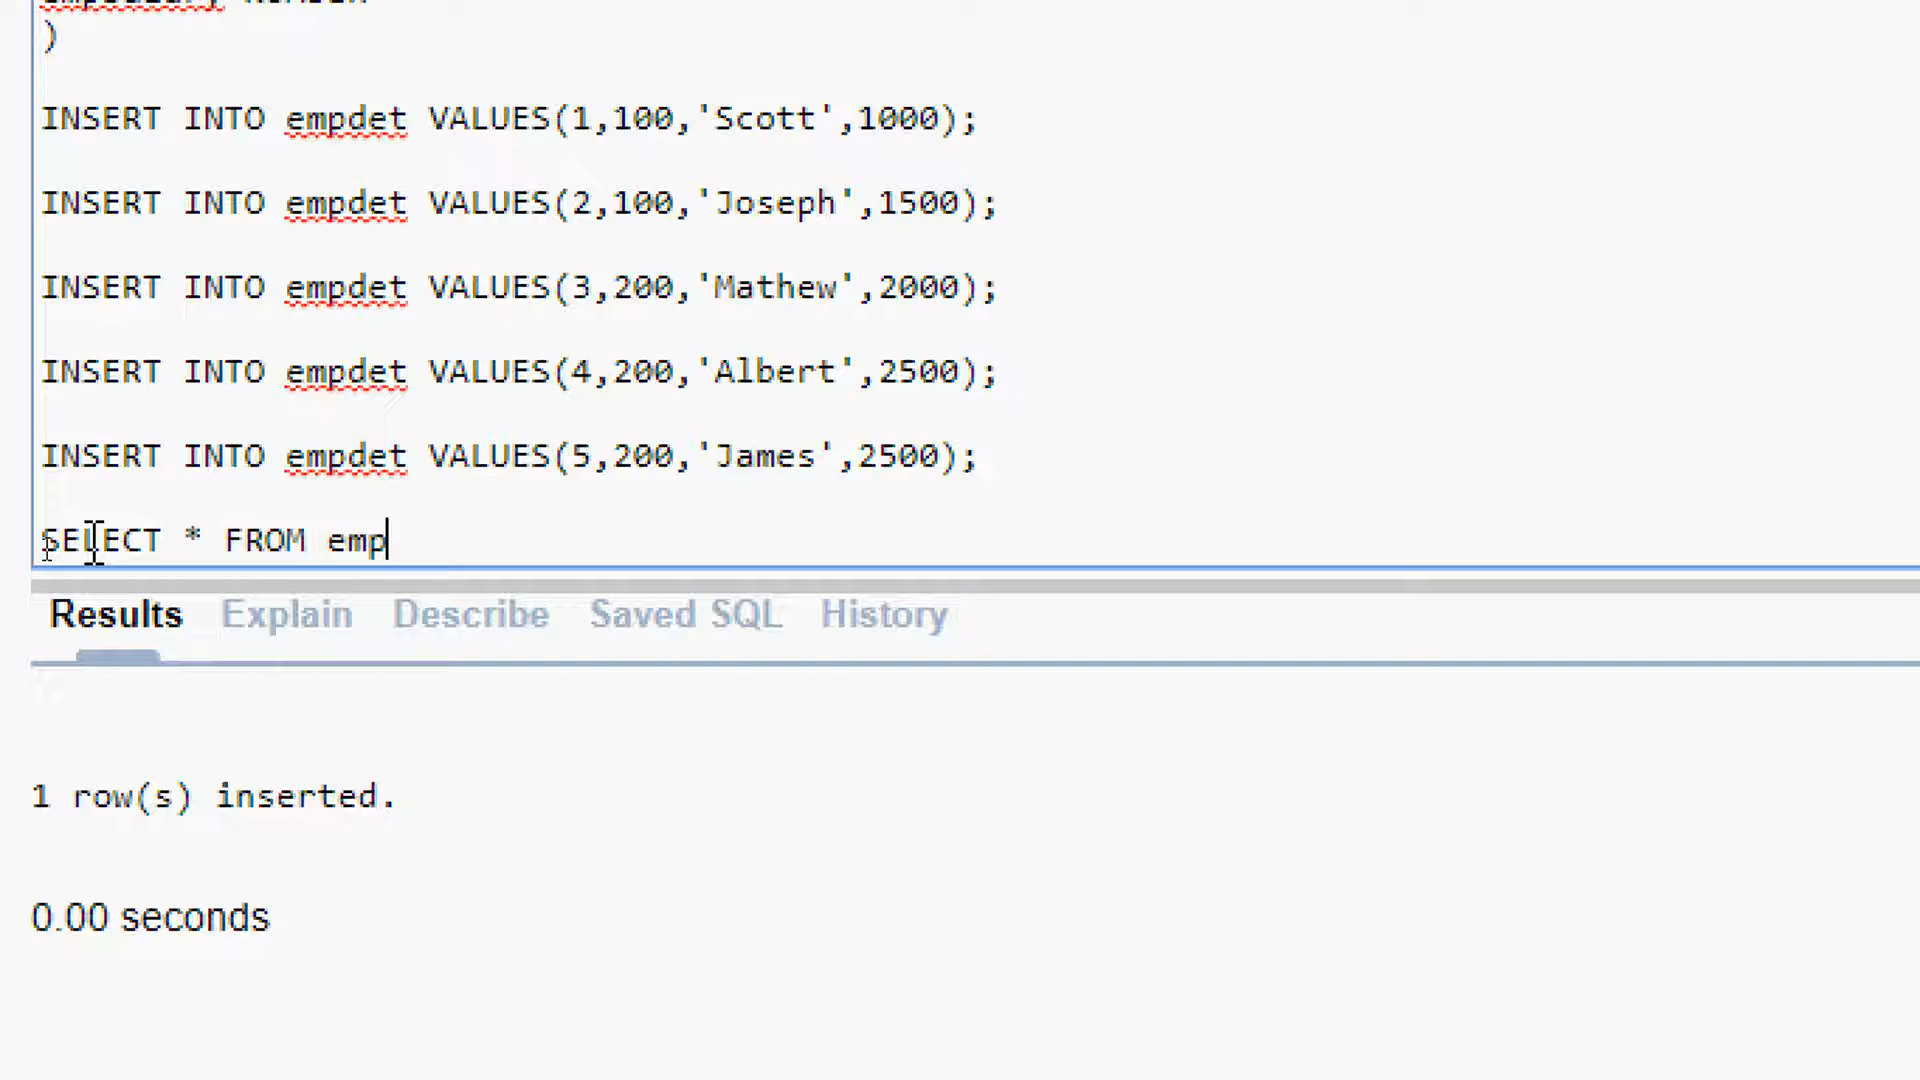 )
INSERT INTO empdet VALUES(1,100,'Scott',1000);
INSERT INTO empdet VALUES(2,100,'Joseph',1500);
INSERT INTO empdet VALUES(3,200,'Mathew',2000);
INSERT INTO empdet VALUES(4,200,'Albert',2500);
INSERT INTO empdet VALUES(5,200,'James',2500);
SELECT * FROM emp
Results Explain Describe Saved SQL History
1 row(s) inserted.
0.00 seconds